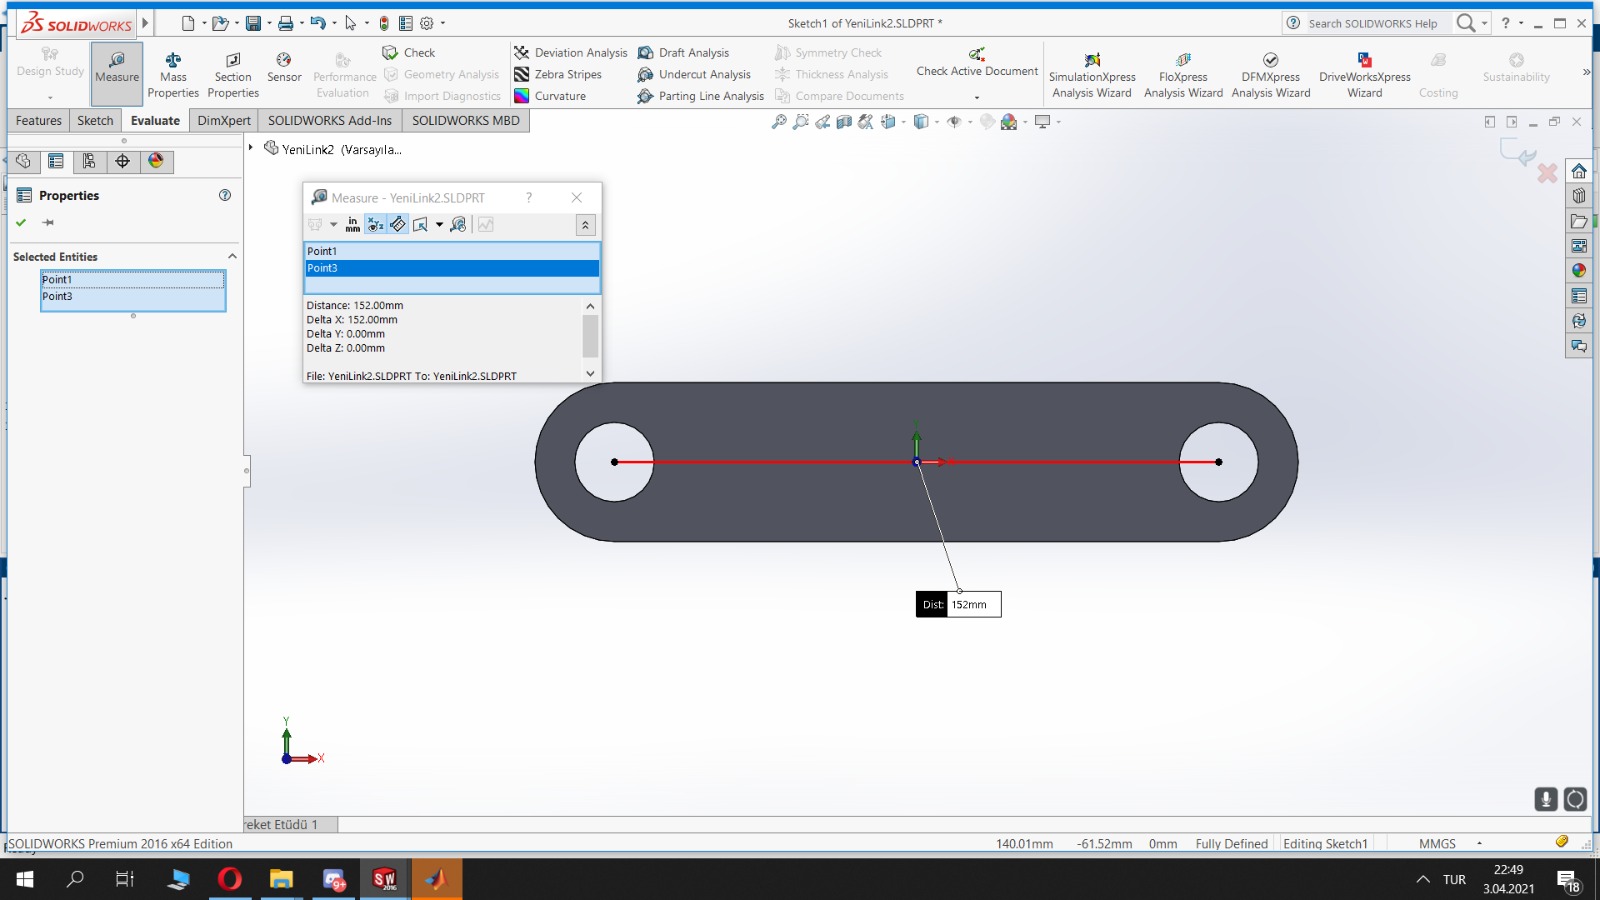 SOLIDWORKS
Sketch1 of YeniLink2.SLDPRT *
Search SOLIDWORKS Help
Design Study
Measure
Mass Properties
Section Properties
Sensor
Performance Evaluation
Check
Geometry Analysis
Import Diagnostics
Deviation Analysis
Zebra Stripes
Curvature
Draft Analysis
Undercut Analysis
Parting Line Analysis
Symmetry Check
Thickness Analysis
Compare Documents
Check Active Document
SimulationXpress Analysis Wizard
FloXpress Analysis Wizard
DFMXpress Analysis Wizard
DriveWorksXpress Wizard
Costing
Sustainability
Features
Sketch
Evaluate
DimXpert
SOLIDWORKS Add-Ins
SOLIDWORKS MBD
YeniLink2 (Varsayıla...
Properties
Selected Entities
Point1
Point3
Measure - YeniLink2.SLDPRT
in
mm
Point1
Point3
Distance: 152.00mm
Delta X: 152.00mm
Delta Y: 0.00mm
Delta Z: 0.00mm
File: YeniLink2.SLDPRT To: YeniLink2.SLDPRT
Dist: 152mm
Y
X
reket Etüdü 1
SOLIDWORKS Premium 2016 x64 Edition
140.01mm
-61.52mm
0mm
Fully Defined
Editing Sketch1
MMGS
9+
SW
2016
TUR
22:49
3.04.2021
18